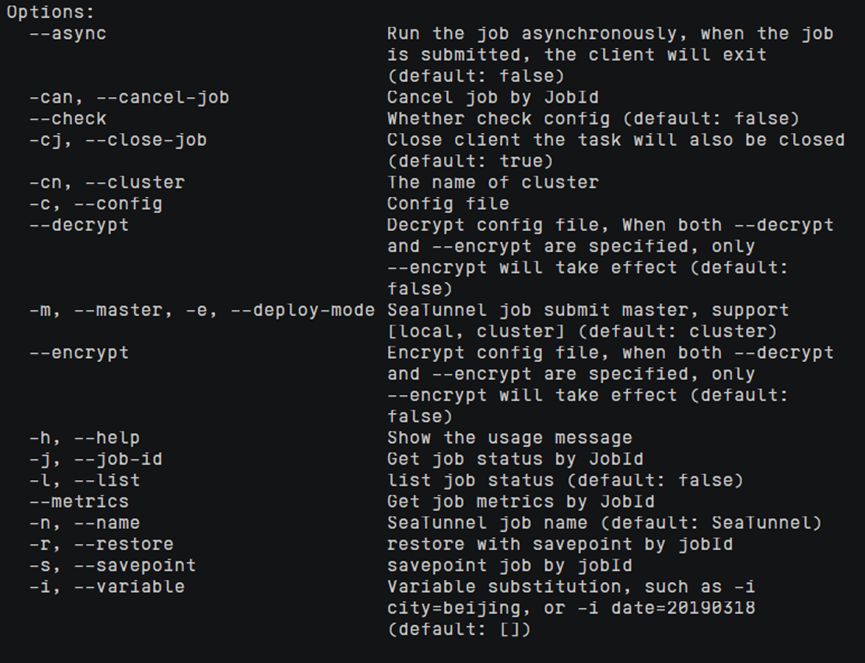 Options:
--async Run the job asynchronously, when the job
is submitted, the client will exit
(default: false)
-can, --cancel-job Cancel job by JobId
--check Whether check config (default: false)
-cj, --close-job Close client the task will also be closed
(default: true)
-cn, --cluster The name of cluster
-c, --config Config file
--decrypt Decrypt config file, When both --decrypt
and --encrypt are specified, only
--encrypt will take effect (default:
false)
-m, --master, -e, --deploy-mode SeaTunnel job submit master, support
[local, cluster] (default: cluster)
--encrypt Encrypt config file, when both --decrypt
and --encrypt are specified, only
--encrypt will take effect (default:
false)
-h, --help Show the usage message
-j, --job-id Get job status by JobId
-l, --list list job status (default: false)
--metrics Get job metrics by JobId
-n, --name SeaTunnel job name (default: SeaTunnel)
-r, --restore restore with savepoint by jobId
-s, --savepoint savepoint job by jobId
-i, --variable Variable substitution, such as -i
city=beijing, or -i date=20190318
(default: [])